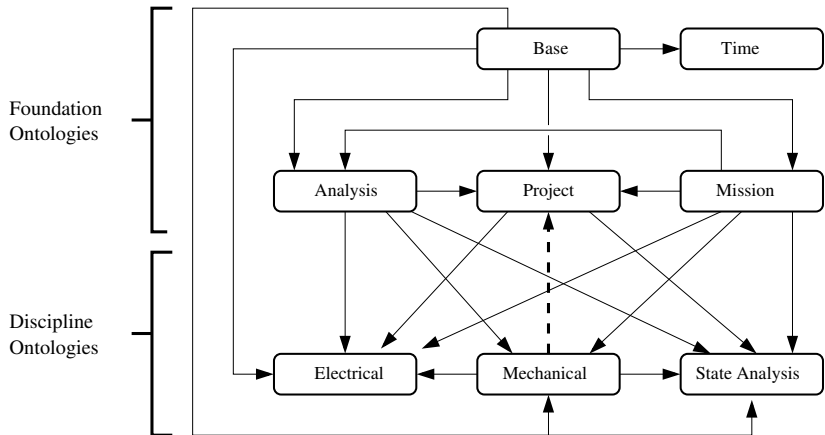 Base
Time
Foundation
Ontologies
Analysis
Project
Mission
Discipline
Ontologies
Electrical
Mechanical
State Analysis